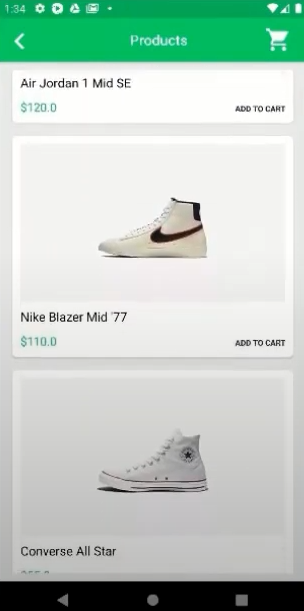 1:34
Products
Air Jordan 1 Mid SE
$120.0
ADD TO CART
Nike Blazer Mid '77
$110.0
ADD TO CART
Converse All Star